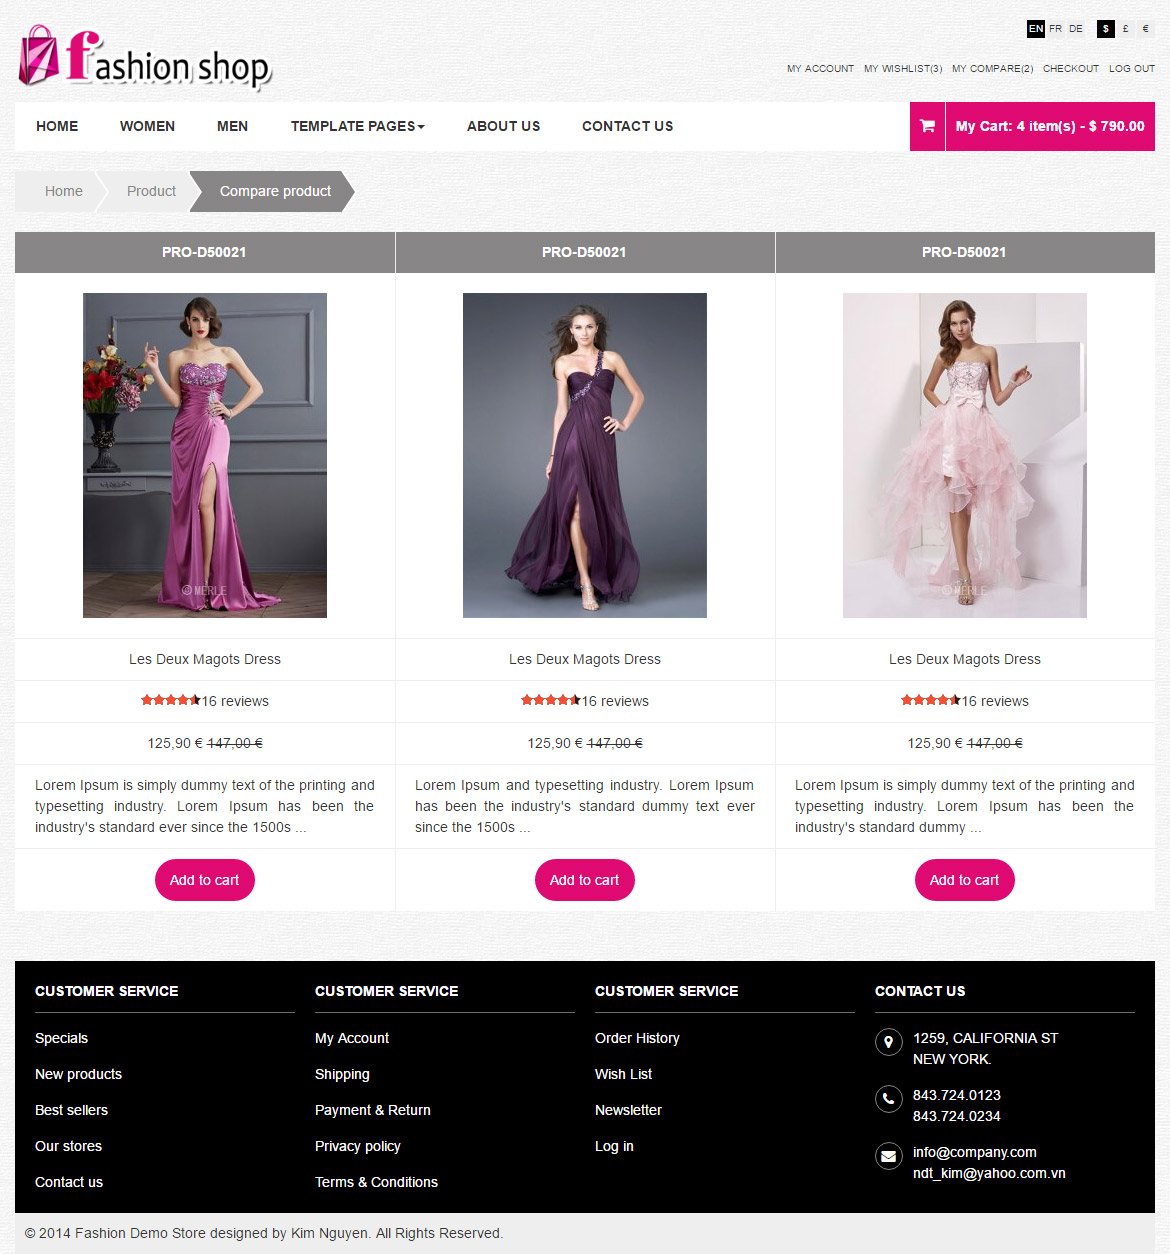 EN FR DE $ £ €
fashion shop
MY ACCOUNT MY WISHLIST(3) MY COMPARE(2) CHECKOUT LOG OUT
HOME WOMEN MEN TEMPLATE PAGES ABOUT US CONTACT US My Cart: 4 item(s) - $ 790.00
Home Product Compare product
PRO-D50021 PRO-D50021 PRO-D50021
© MERLE © MERLE
Les Deux Magots Dress Les Deux Magots Dress Les Deux Magots Dress
16 reviews 16 reviews 16 reviews
125,90 € 147,00 € 125,90 € 147,00 € 125,90 € 147,00 €
Lorem Ipsum is simply dummy text of the printing and
typesetting industry. Lorem Ipsum has been the
industry's standard ever since the 1500s ...
Lorem Ipsum and typesetting industry. Lorem Ipsum
has been the industry's standard dummy text ever
since the 1500s ...
Lorem Ipsum is simply dummy text of the printing and
typesetting industry. Lorem Ipsum has been the
industry's standard dummy ...
Add to cart Add to cart Add to cart
CUSTOMER SERVICE
Specials
New products
Best sellers
Our stores
Contact us
CUSTOMER SERVICE
My Account
Shipping
Payment & Return
Privacy policy
Terms & Conditions
CUSTOMER SERVICE
Order History
Wish List
Newsletter
Log in
CONTACT US
1259, CALIFORNIA ST
NEW YORK.
843.724.0123
843.724.0234
info@company.com
ndt_kim@yahoo.com.vn
© 2014 Fashion Demo Store designed by Kim Nguyen. All Rights Reserved.